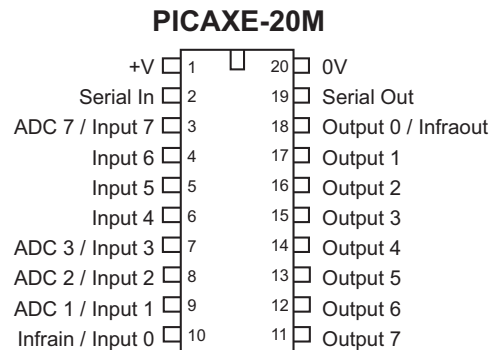 PICAXE-20M
+V 1 20 0V
Serial In 2 19 Serial Out
ADC 7 / Input 7 3 18 Output 0 / Infraout
Input 6 4 17 Output 1
Input 5 5 16 Output 2
Input 4 6 15 Output 3
ADC 3 / Input 3 7 14 Output 4
ADC 2 / Input 2 8 13 Output 5
ADC 1 / Input 1 9 12 Output 6
Infrain / Input 0 10 11 Output 7